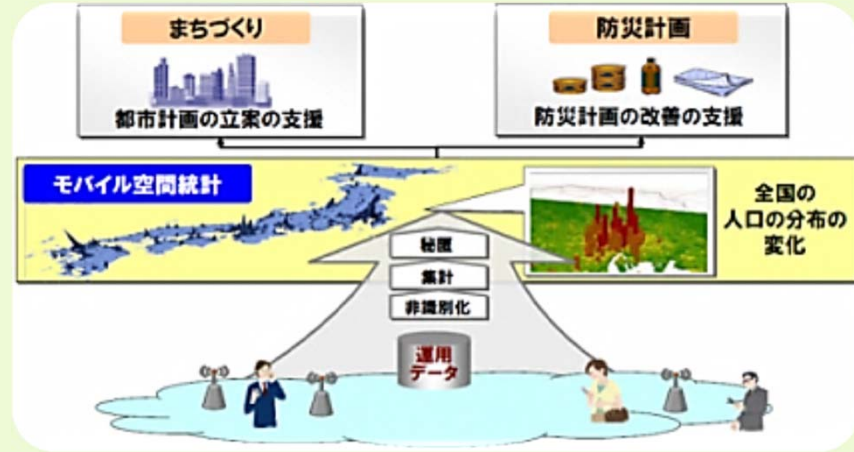 まちづくり
都市計画の立案の支援
防災計画
防災計画の改善の支援
モバイル空間統計
全国の
人口の分布の
変化
秘匿
集計
非識別化
運用
データ